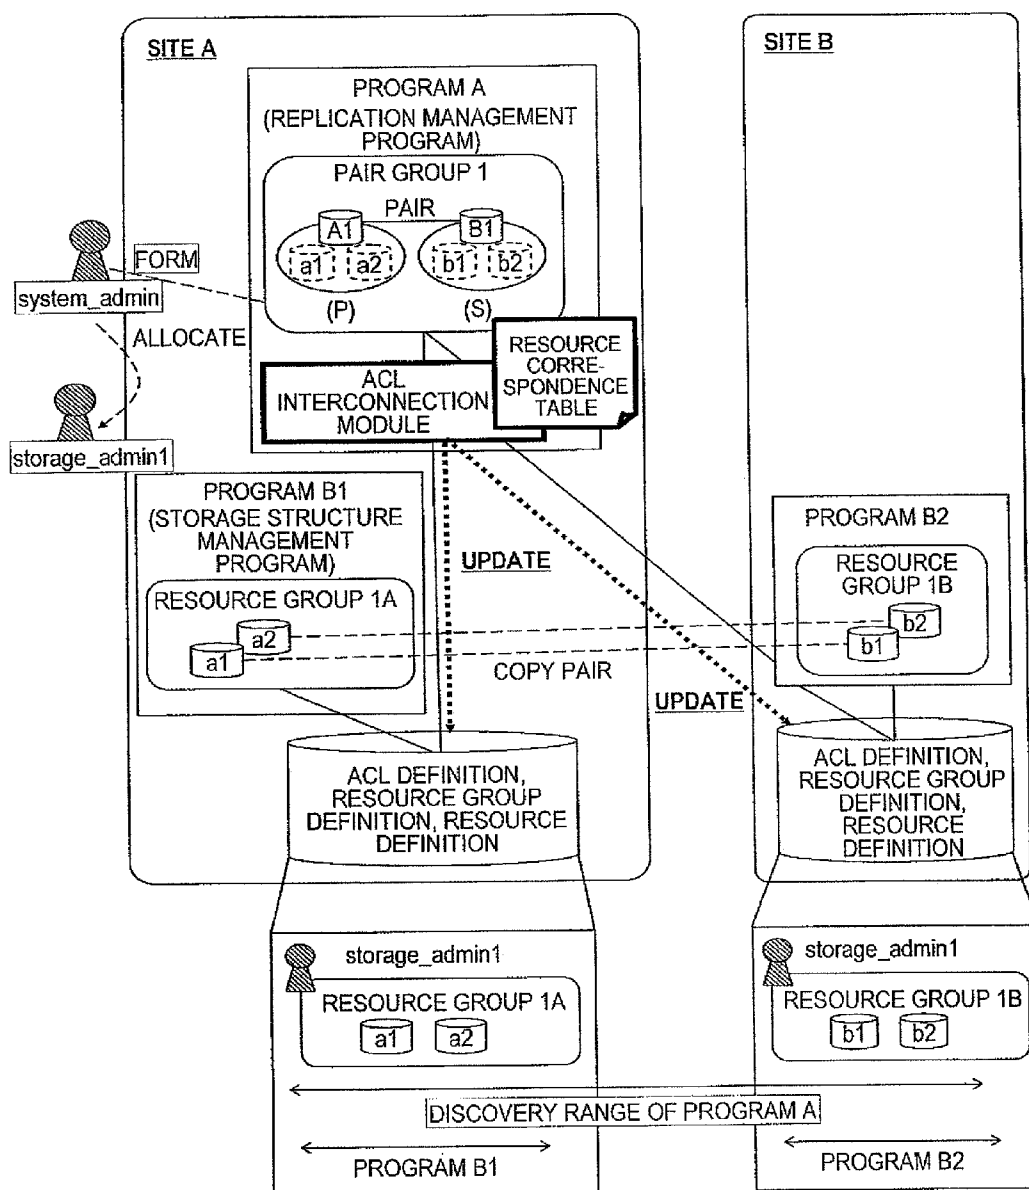 SITE A
SITE B
PROGRAM A
(REPLICATION MANAGEMENT
PROGRAM)
PAIR GROUP 1
PAIR
A1
B1
a1
a2
b1
b2
(P)
(S)
FORM
system_admin
ALLOCATE
storage_admin1
ACL
INTERCONNECTION
MODULE
RESOURCE
CORRE-
SPONDENCE
TABLE
PROGRAM B1
(STORAGE STRUCTURE
MANAGEMENT
PROGRAM)
RESOURCE GROUP 1A
a2
a1
UPDATE
COPY PAIR
UPDATE
PROGRAM B2
RESOURCE
GROUP 1B
b2
b1
ACL DEFINITION,
RESOURCE GROUP
DEFINITION, RESOURCE
DEFINITION
ACL DEFINITION,
RESOURCE GROUP
DEFINITION,
RESOURCE
DEFINITION
storage_admin1
RESOURCE GROUP 1A
a1
a2
storage_admin1
RESOURCE GROUP 1B
b1
b2
DISCOVERY RANGE OF PROGRAM A
PROGRAM B1
PROGRAM B2